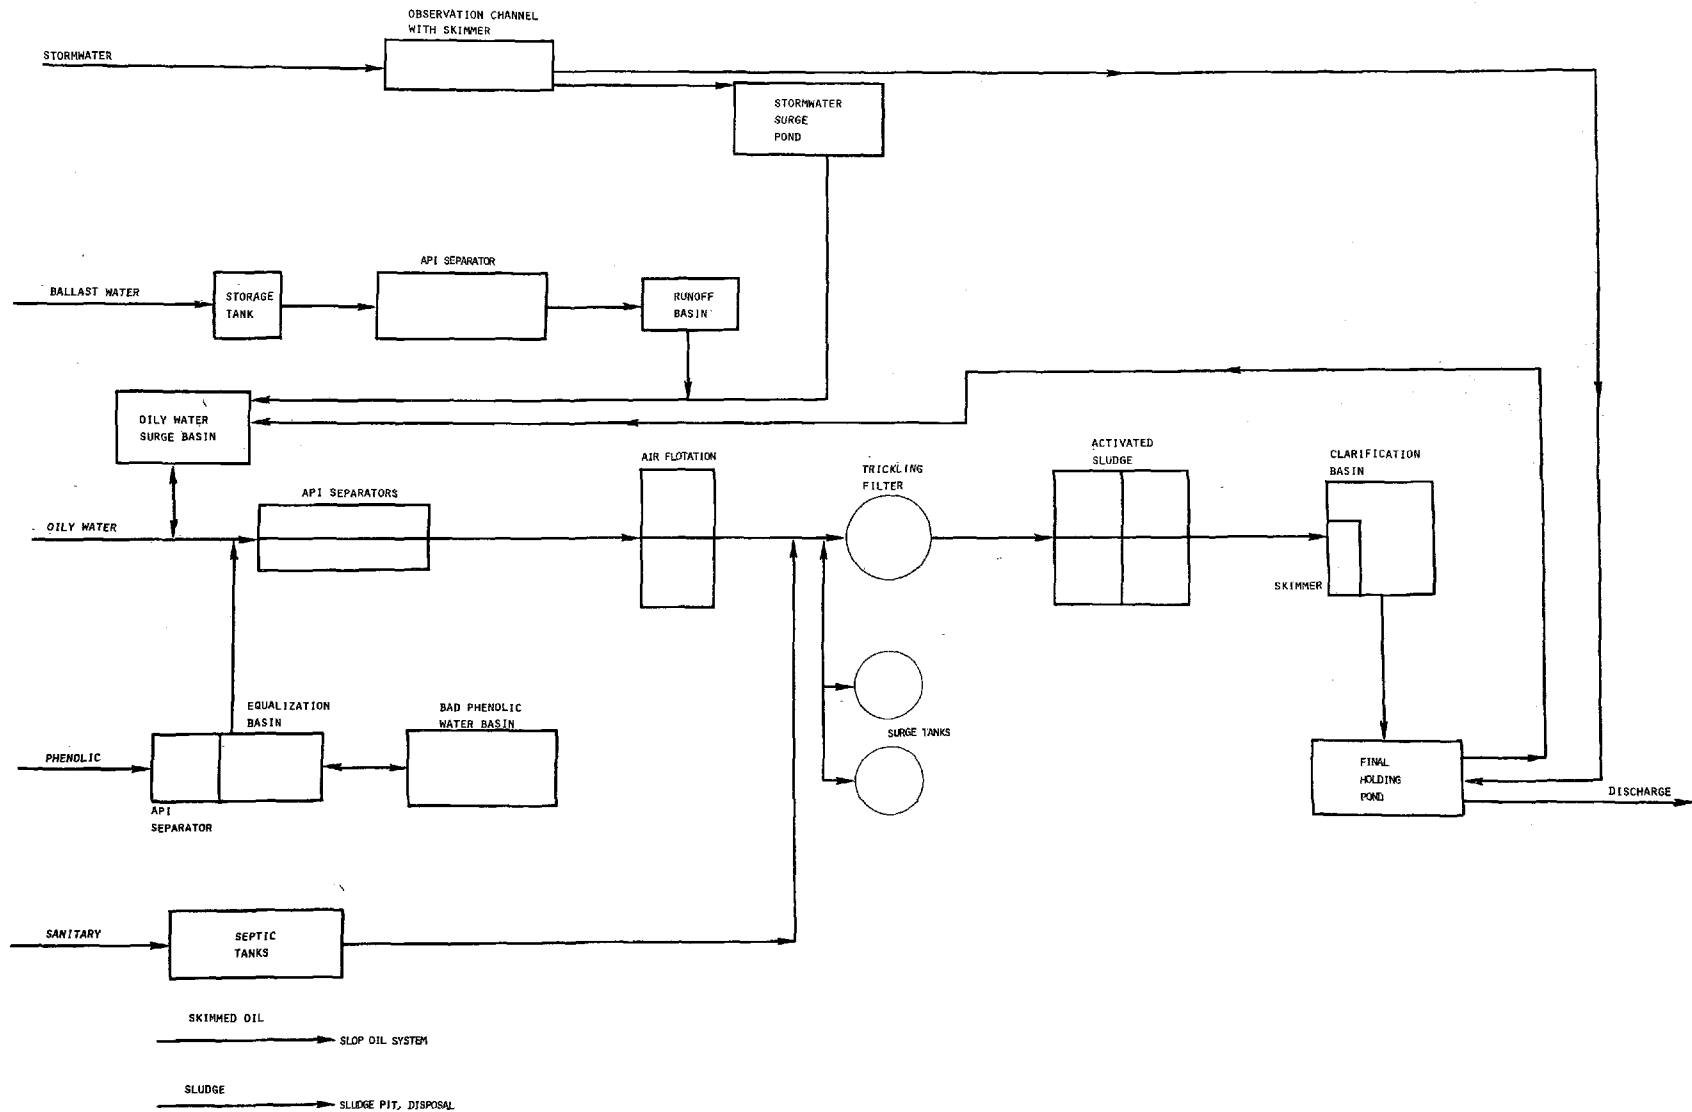 OBSERVATION CHANNEL
WITH SKIMMER
STORMWATER
STORMWATER
SURGE
POND
API SEPARATOR
BALLAST WATER
STORAGE
TANK
RUNOFF
BASIN
OILY WATER
SURGE BASIN
AIR FLOTATION
TRICKLING
FILTER
ACTIVATED
SLUDGE
CLARIFICATION
BASIN
API SEPARATORS
OILY WATER
SKIMMER
EQUALIZATION
BASIN
BAD PHENOLIC
WATER BASIN
SURGE TANKS
PHENOLIC
API
SEPARATOR
FINAL
HOLDING
POND
DISCHARGE
SANITARY
SEPTIC
TANKS
SKIMMED OIL
SLOP OIL SYSTEM
SLUDGE
SLUDGE PIT, DISPOSAL